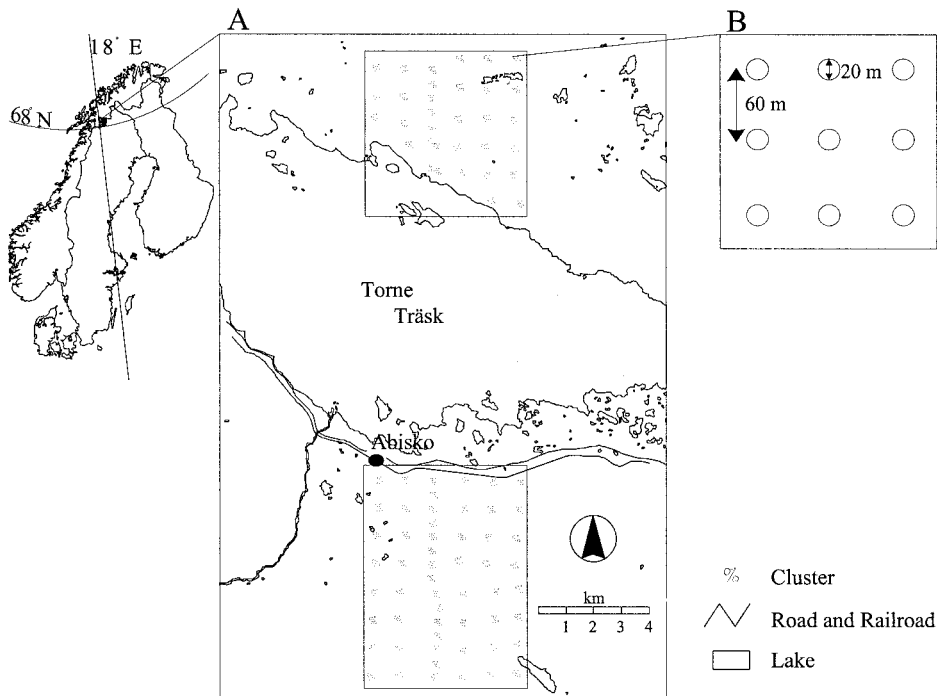 A
B
18° E
68° N
20 m
60 m
Torne
Träsk
Abisko
km
1 2 3 4
Cluster
Road and Railroad
Lake